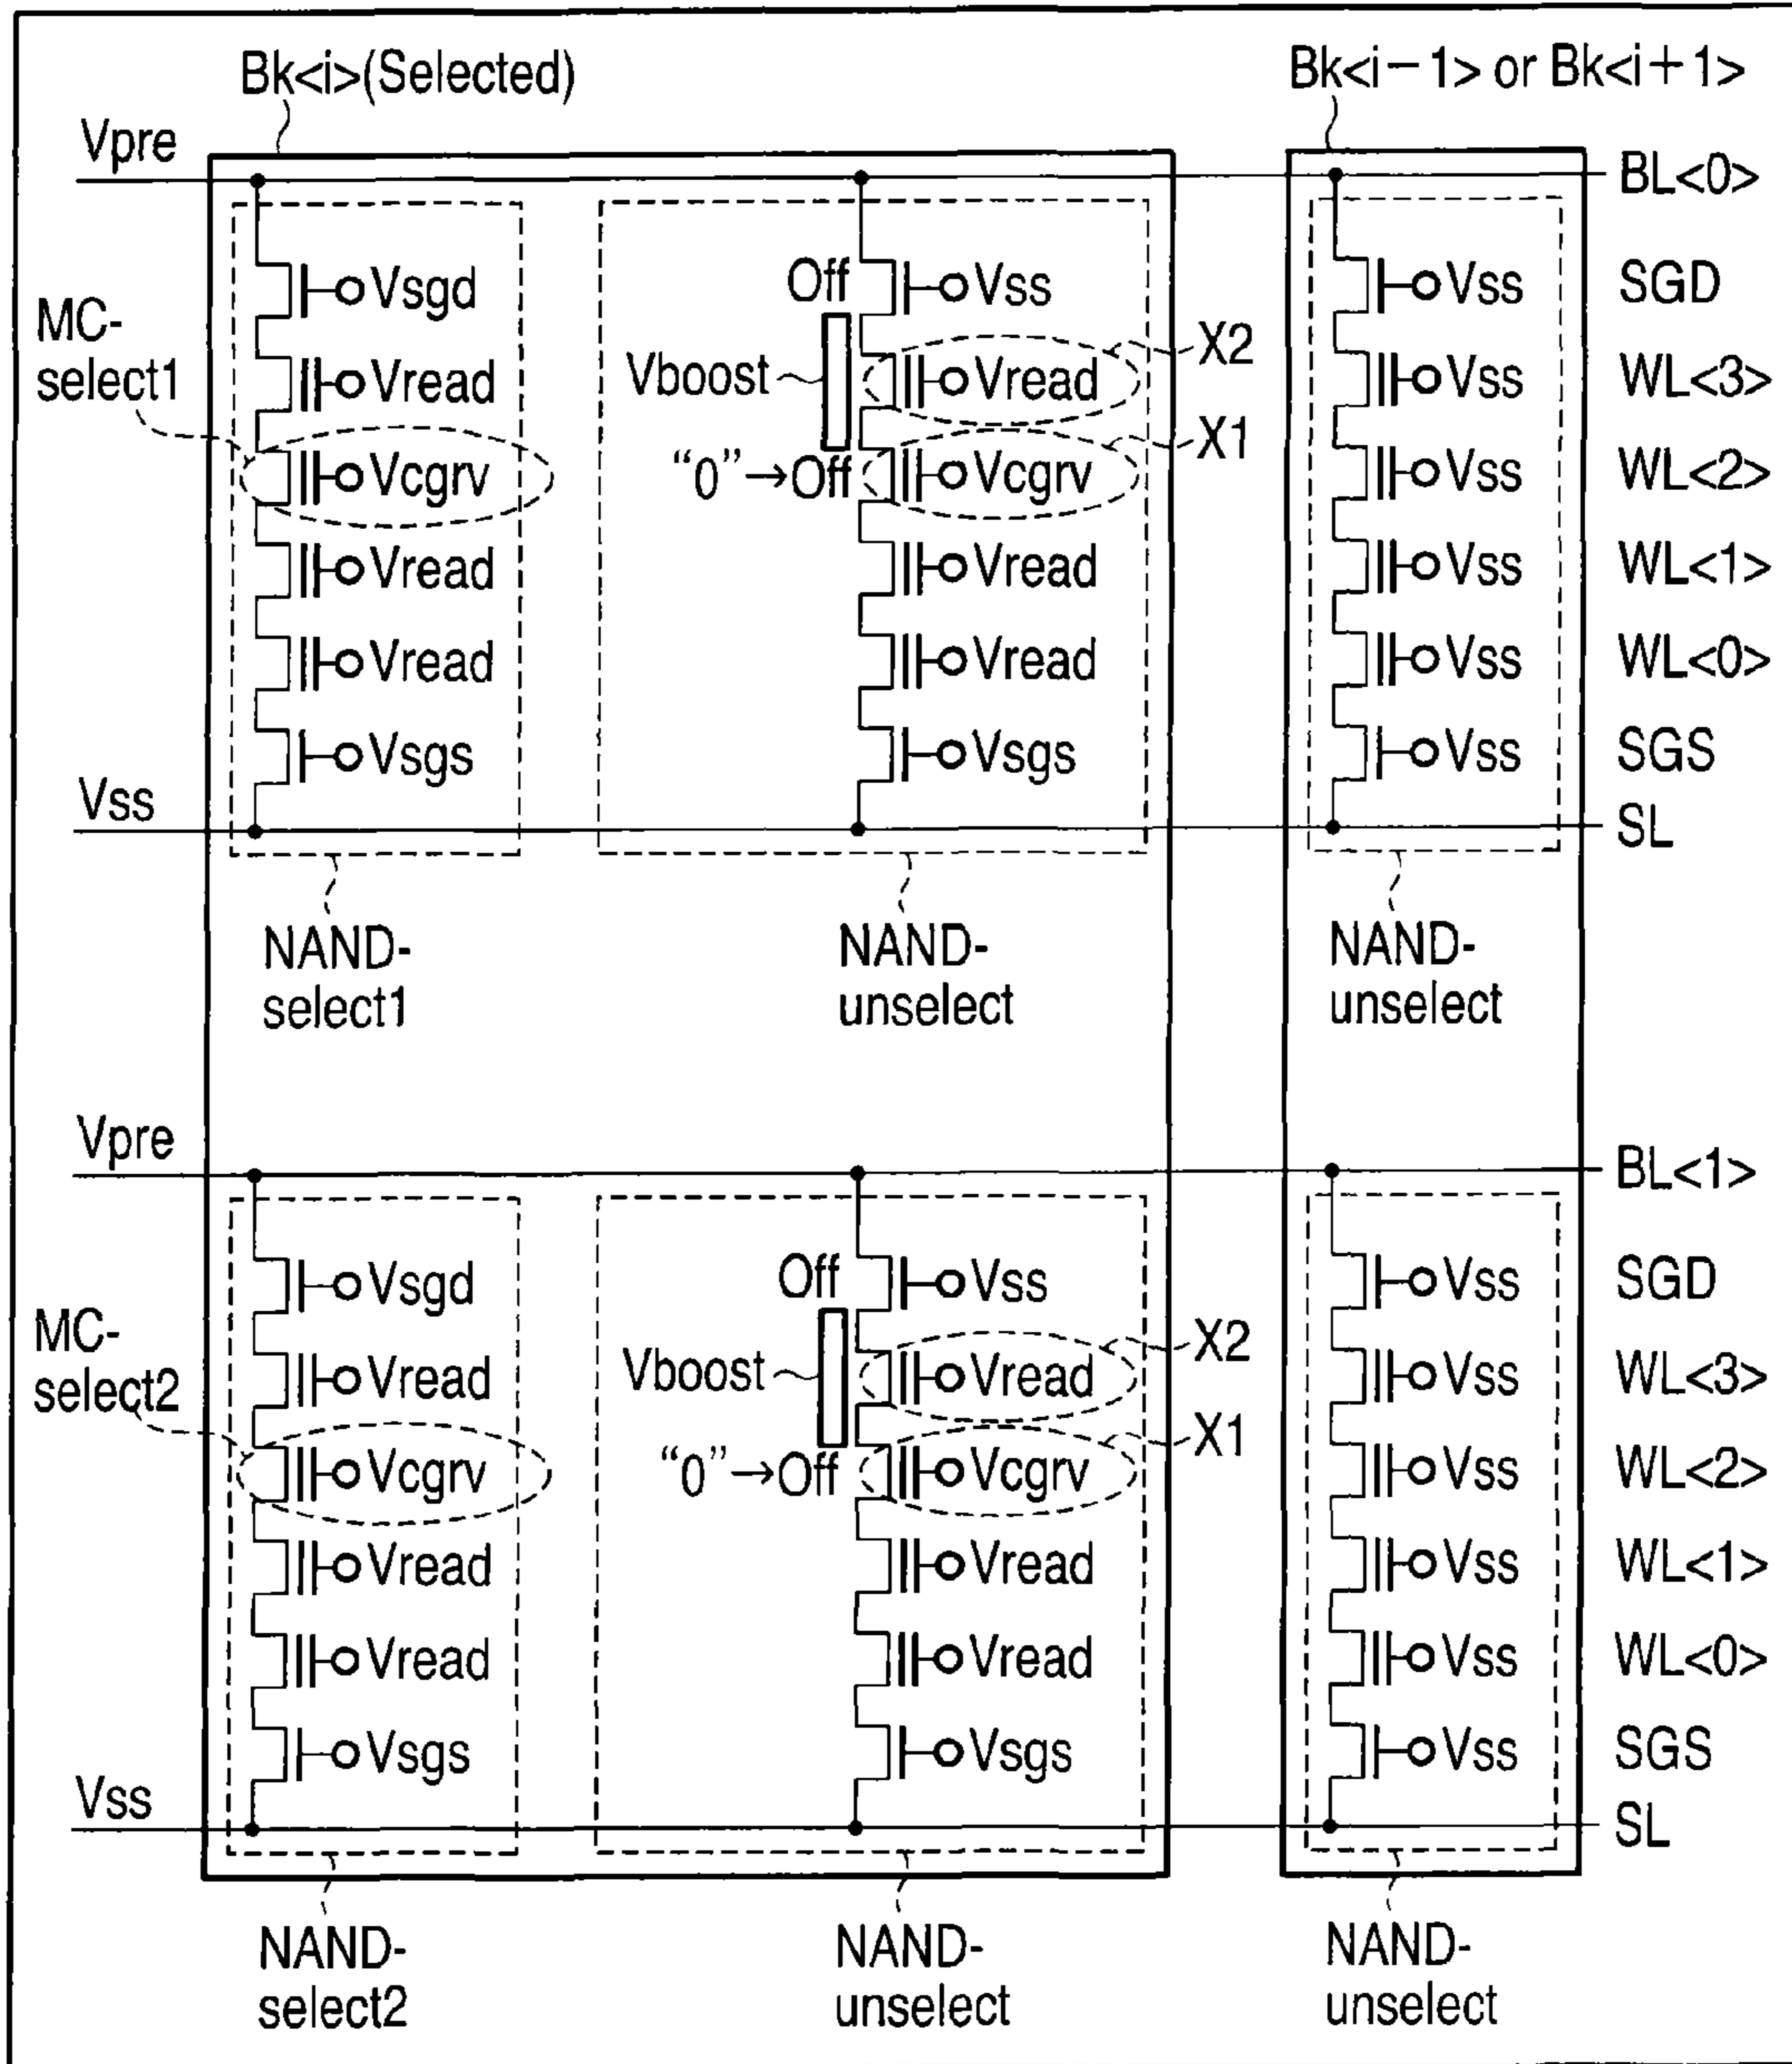 Bk<i>(Selected)
Bk<i−1> or Bk<i+1>
Vpre
BL<0>
Vsgd
Off
Vss
Vss
SGD
MC-
select1
Vread
Vboost
Vread
X2
Vss
WL<3>
Vcgrv
“0”→Off
Vcgrv
X1
Vss
WL<2>
Vread
Vread
Vss
WL<1>
Vread
Vread
Vss
WL<0>
Vsgs
Vsgs
Vss
SGS
Vss
SL
NAND-
select1
NAND-
unselect
NAND-
unselect
Vpre
BL<1>
Vsgd
Off
Vss
Vss
SGD
MC-
select2
Vread
Vboost
Vread
X2
Vss
WL<3>
Vcgrv
“0”→Off
Vcgrv
X1
Vss
WL<2>
Vread
Vread
Vss
WL<1>
Vread
Vread
Vss
WL<0>
Vsgs
Vsgs
Vss
SGS
Vss
SL
NAND-
select2
NAND-
unselect
NAND-
unselect